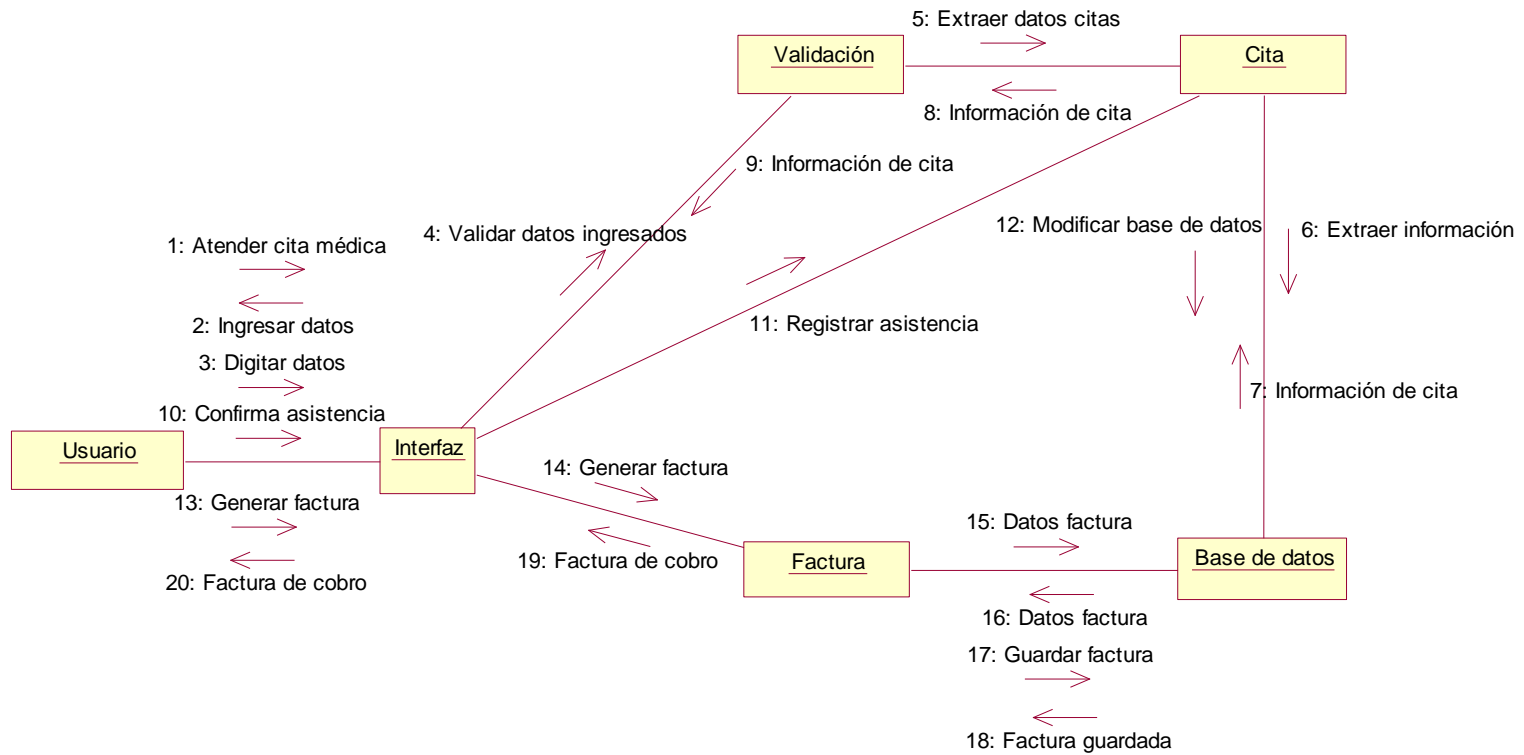 5: Extraer datos citas
Validación
Cita
8: Información de cita
9: Información de cita
4: Validar datos ingresados
12: Modificar base de datos
6: Extraer información
1: Atender cita médica
2: Ingresar datos
11: Registrar asistencia
3: Digitar datos
7: Información de cita
10: Confirma asistencia
Usuario
Interfaz
14: Generar factura
13: Generar factura
15: Datos factura
19: Factura de cobro
Factura
Base de datos
20: Factura de cobro
16: Datos factura
17: Guardar factura
18: Factura guardada